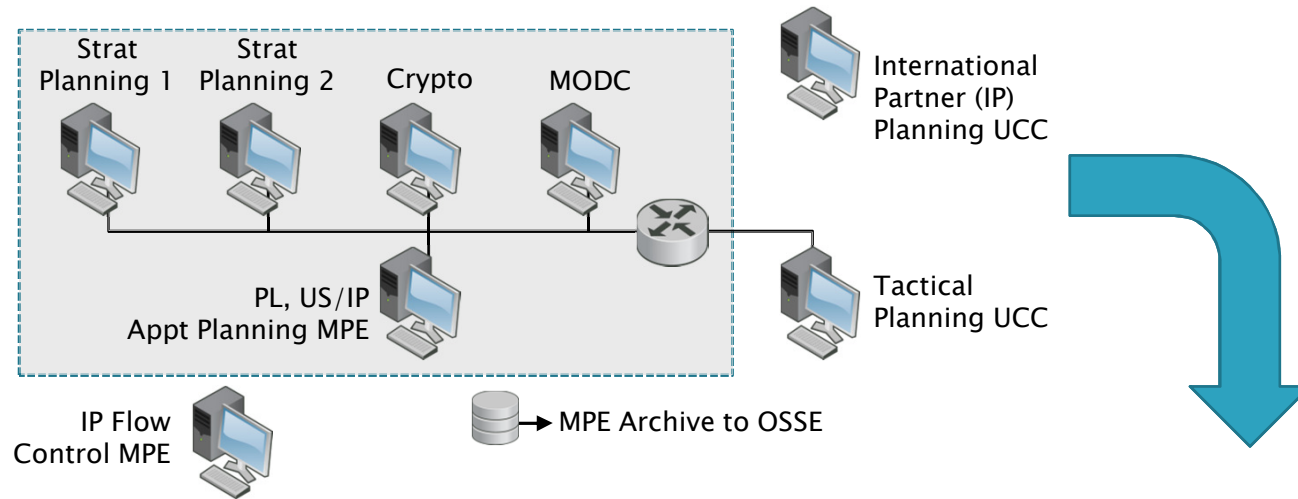 Strat
Planning 1
Strat
Planning 2
Crypto
MODC
International
Partner (IP)
Planning UCC
PL, US/IP
Appt Planning MPE
Tactical
Planning UCC
IP Flow
Control MPE
MPE Archive to OSSE